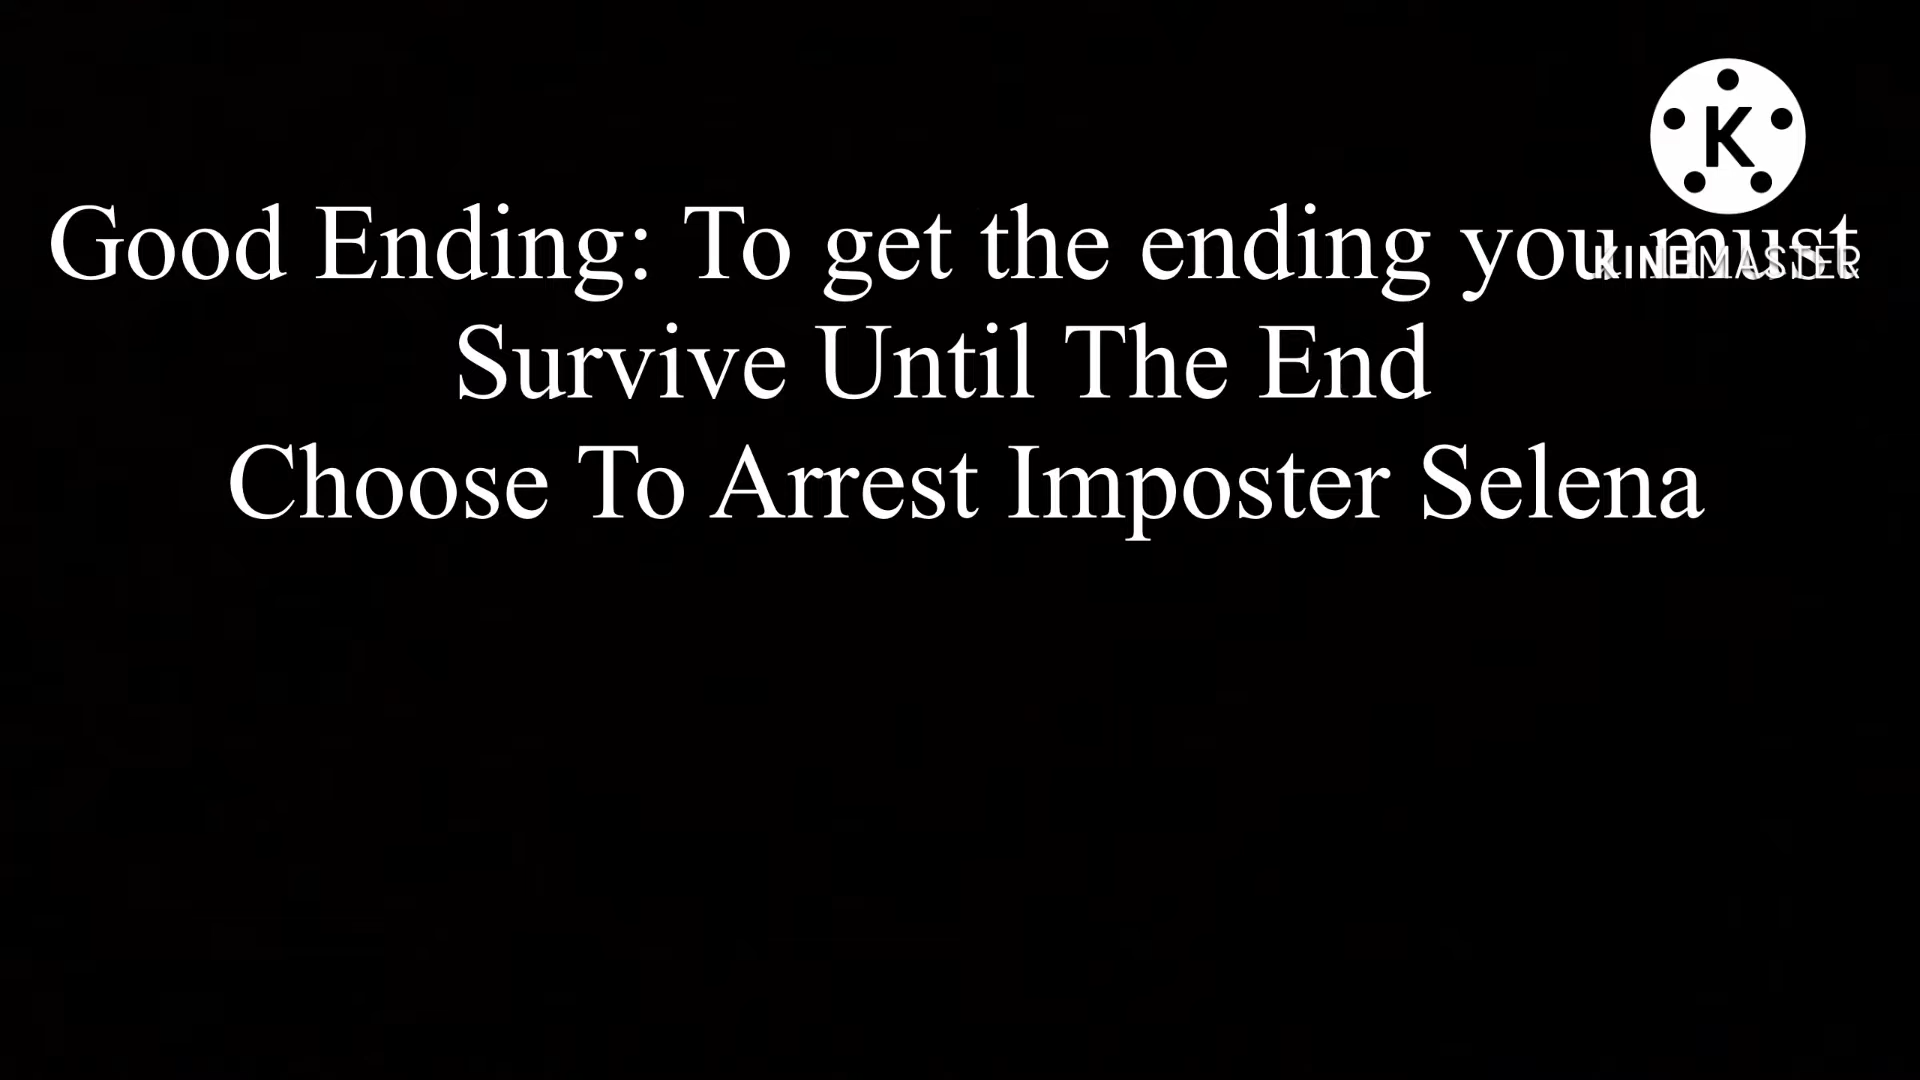 K
Good Ending: To get the ending you must
KINEMASTER
Survive Until The End
Choose To Arrest Imposter Selena